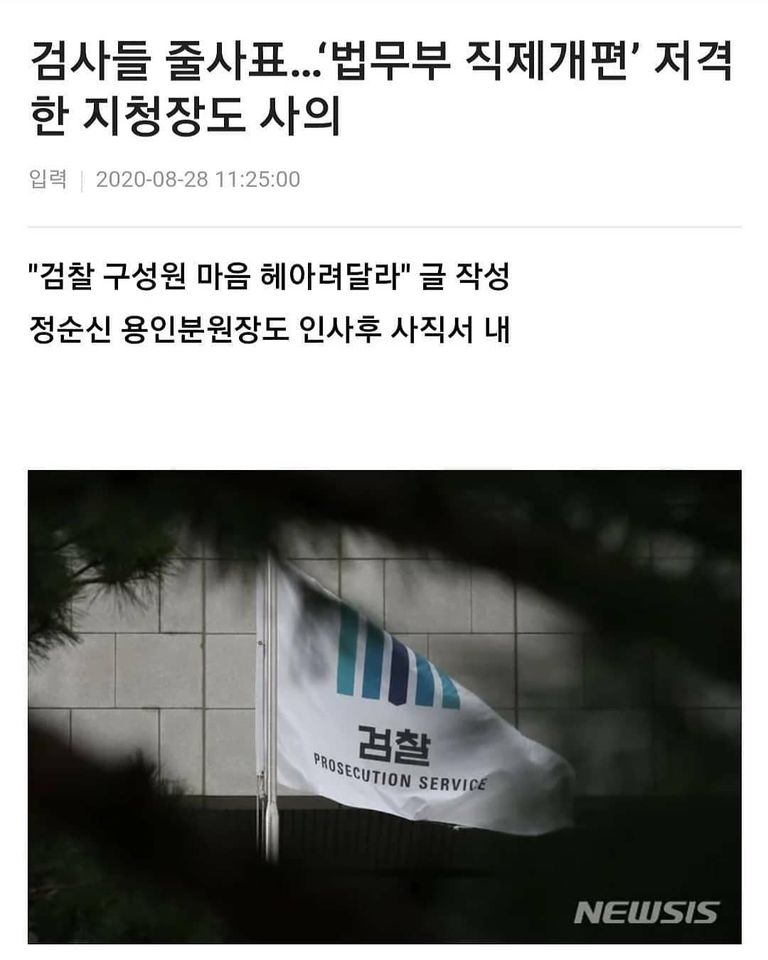 검사들 줄사표…‘법무부 직제개편’ 저격
한 지청장도 사의
입력 | 2020-08-28 11:25:00
"검찰 구성원 마음 헤아려달라" 글 작성
정순신 용인분원장도 인사후 사직서 내
검찰
PROSECUTION SERVICE
NEWSIS